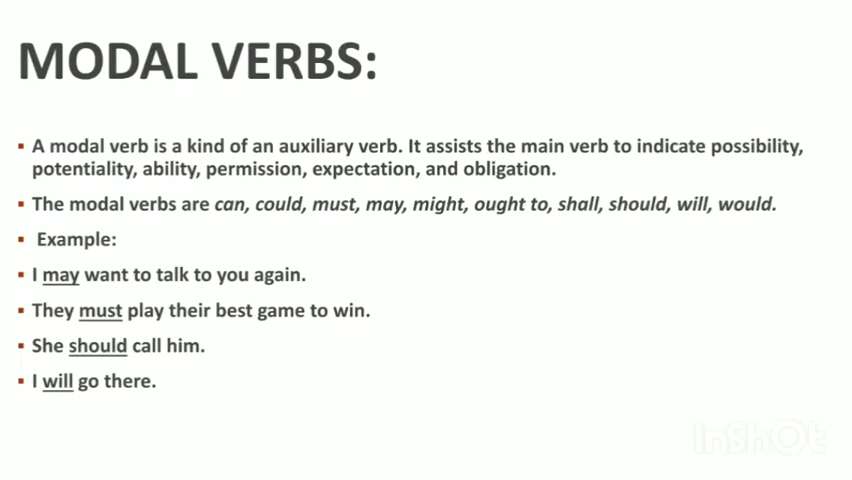 MODAL VERBS:
▪ A modal verb is a kind of an auxiliary verb. It assists the main verb to indicate possibility,
potentiality, ability, permission, expectation, and obligation.
▪ The modal verbs are can, could, must, may, might, ought to, shall, should, will, would.
▪ Example:
▪ I may want to talk to you again.
▪ They must play their best game to win.
▪ She should call him.
▪ I will go there.
InShOt